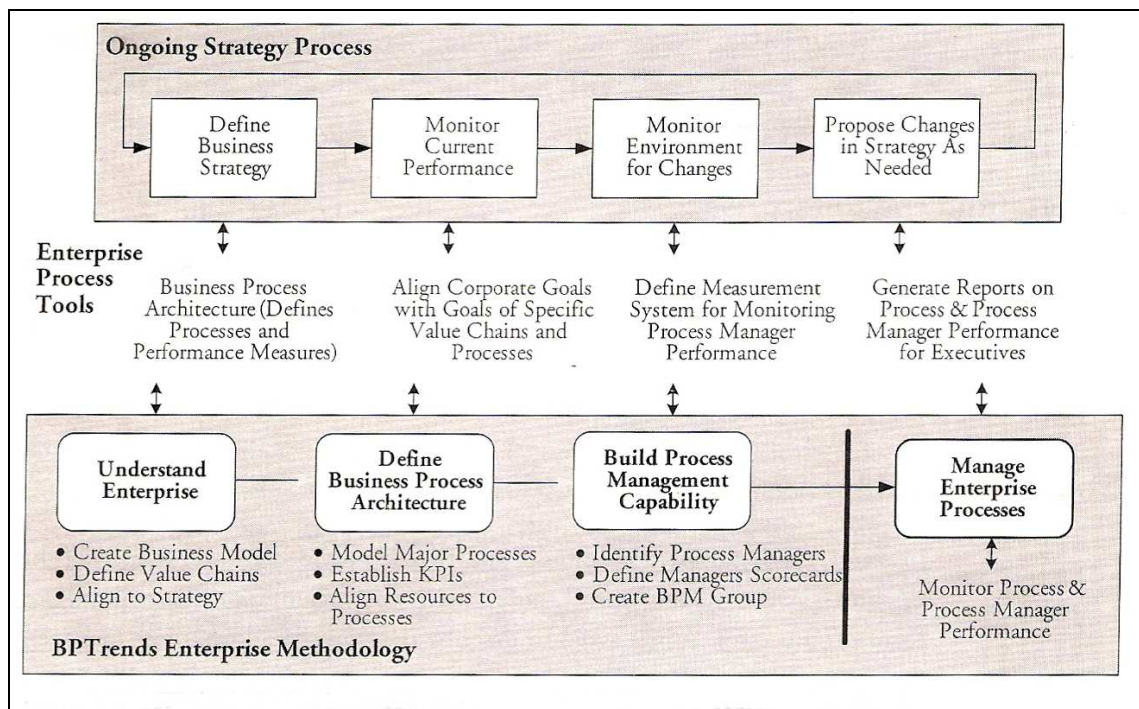 Ongoing Strategy Process
Define
Business
Strategy
Monitor
Current
Performance
Monitor
Environment
for Changes
Propose Changes
in Strategy As
Needed
Enterprise
Process
Tools
Business Process
Architecture (Defines
Processes and
Performance Measures)
Align Corporate Goals
with Goals of Specific
Value Chains and
Processes
Define Measurement
System for Monitoring
Process Manager
Performance
Generate Reports on
Process & Process
Manager Performance
for Executives
Understand
Enterprise
• Create Business Model
• Define Value Chains
• Align to Strategy
Define
Business Process
Architecture
• Model Major Processes
• Establish KPIs
• Align Resources to
Processes
Build Process
Management
Capability
• Identify Process Managers
• Define Managers Scorecards
• Create BPM Group
Manage
Enterprise
Processes
Monitor Process &
Process Manager
Performance
BPTrends Enterprise Methodology